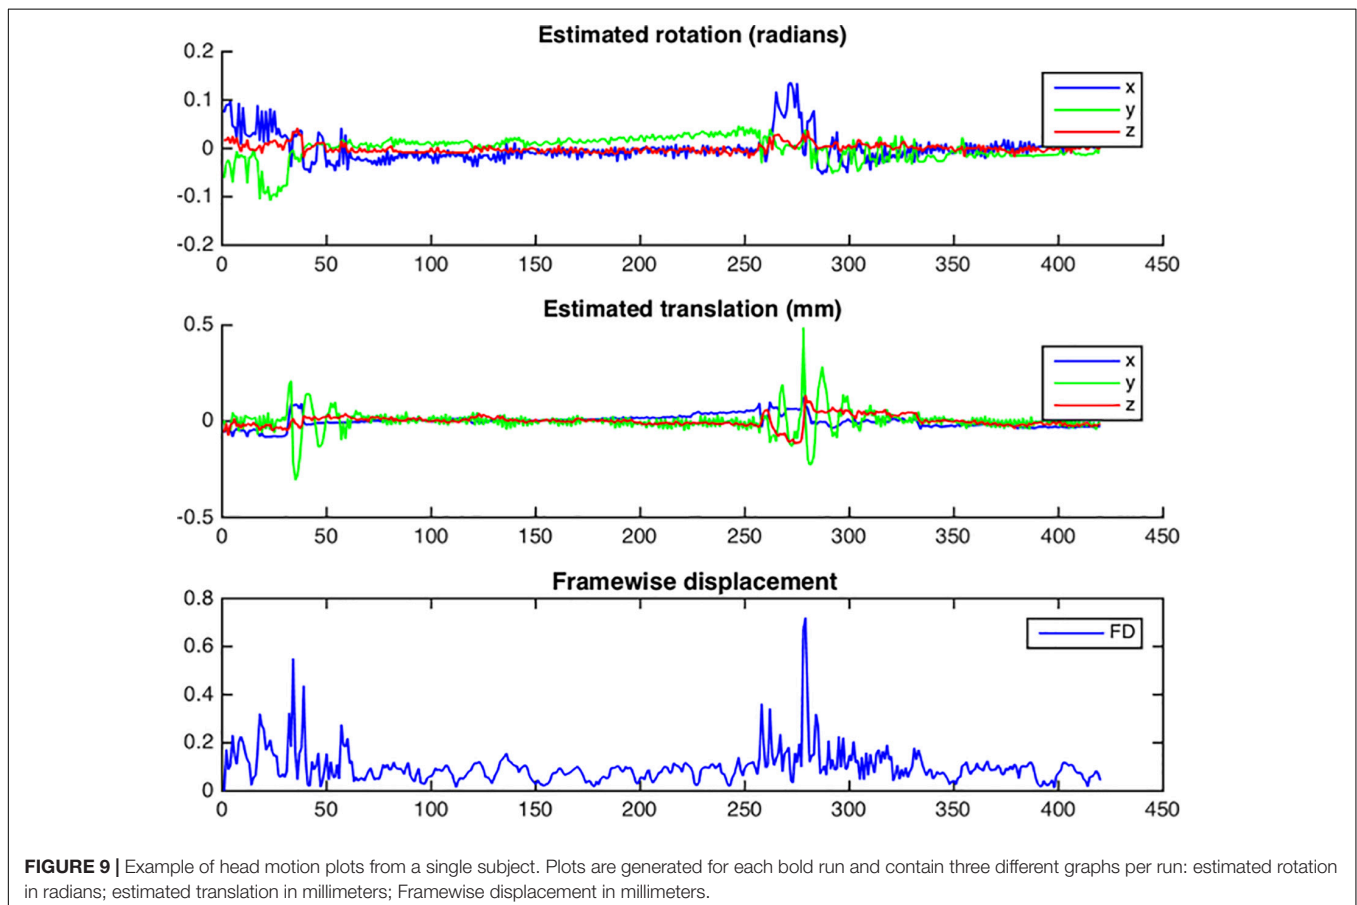 Estimated rotation (radians)
0.2
0.1
0
-0.1
-0.2
0 50 100 150 200 250 300 350 400 450
x
y
z
Estimated translation (mm)
0.5
0
-0.5
0 50 100 150 200 250 300 350 400 450
x
y
z
Framewise displacement
0.8
0.6
0.4
0.2
0
0 50 100 150 200 250 300 350 400 450
FD
FIGURE 9 | Example of head motion plots from a single subject. Plots are generated for each bold run and contain three different graphs per run: estimated rotation
in radians; estimated translation in millimeters; Framewise displacement in millimeters.